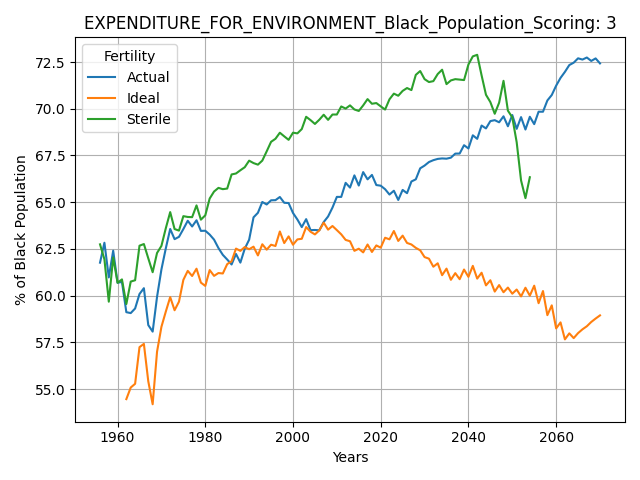 EXPENDITURE_FOR_ENVIRONMENT_Black_Population_Scoring: 3
Fertility
Actual
Ideal
Sterile
% of Black Population
72.5
70.0
67.5
65.0
62.5
60.0
57.5
55.0
1960 1980 2000 2020 2040 2060
Years